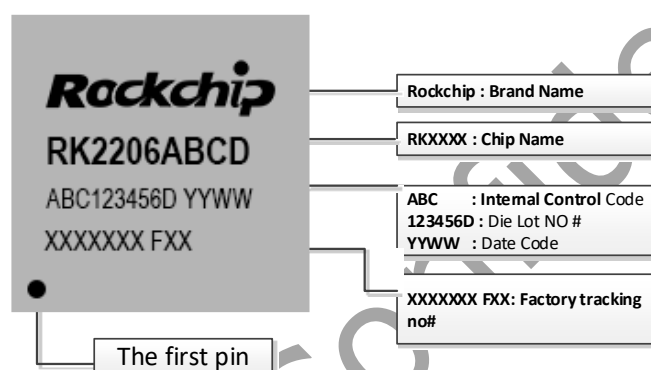 Rockchip
RK2206ABCD
ABC123456D YYWW
XXXXXXX FXX
Rockchip : Brand Name
RKXXXX : Chip Name
ABC : Internal Control Code
123456D : Die Lot NO #
YYWW : Date Code
XXXXXXX FXX: Factory tracking
no#
The first pin